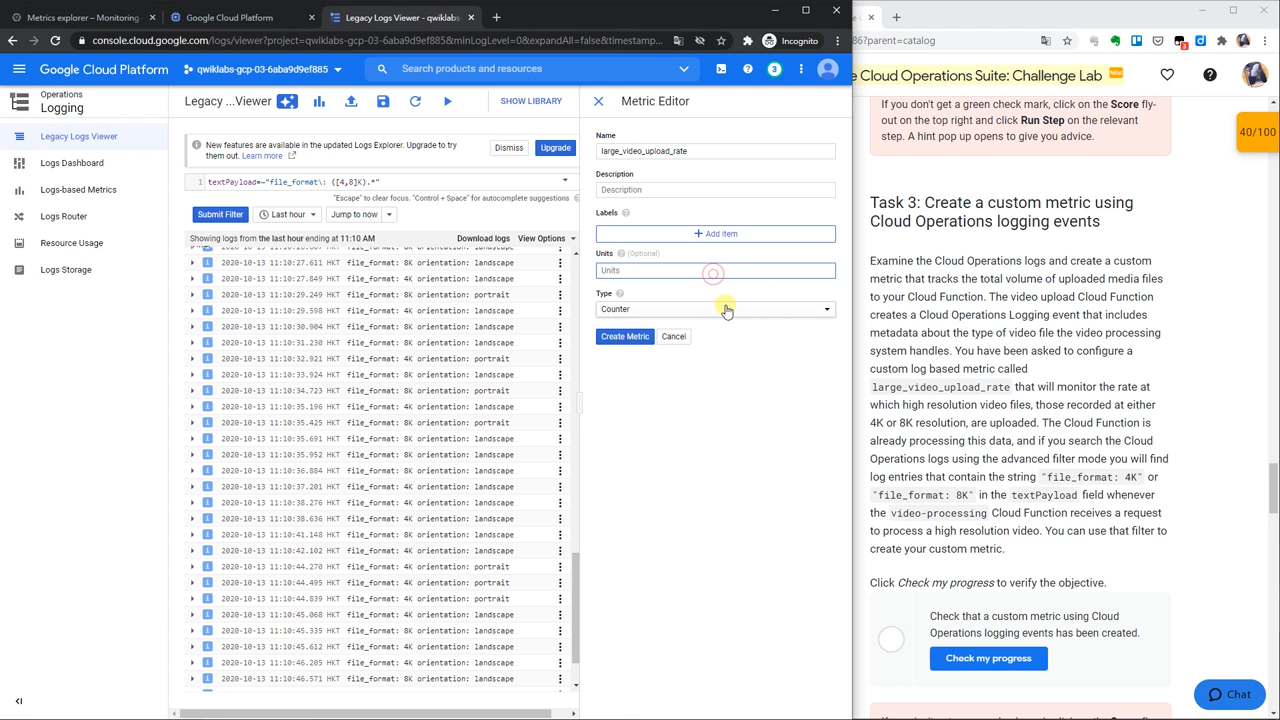 Metrics explorer – Monitoring
Google Cloud Platform
Legacy Logs Viewer - qwiklabs-
console.cloud.google.com/logs/viewer?project=qwiklabs-gcp-03-6aba9d9ef885&minLogLevel=0&expandAll=false&timestamp...
Incognito
86?parent=catalog
Google Cloud Platform
qwiklabs-gcp-03-6aba9d9ef885
Search products and resources
3
Operations
Logging
Legacy Logs Viewer
Logs Dashboard
Logs-based Metrics
Logs Router
Resource Usage
Logs Storage
Legacy ...Viewer
SHOW LIBRARY
New features are available in the updated Logs Explorer. Upgrade to try
them out. Learn more
Dismiss
Upgrade
1 textPayload=~"file_format\: ([4,8]K).*"
"Escape" to clear focus. "Control + Space" for autocomplete suggestions
Submit Filter
Last hour
Jump to now
Showing logs from the last hour ending at 11:10 AM
Download logs
View Options
2020-10-13 11:10:27.611 HKT file_format: 8K orientation: landscape
2020-10-13 11:10:27.849 HKT file_format: 4K orientation: landscape
2020-10-13 11:10:29.249 HKT file_format: 8K orientation: portrait
2020-10-13 11:10:29.598 HKT file_format: 4K orientation: landscape
2020-10-13 11:10:30.904 HKT file_format: 8K orientation: landscape
2020-10-13 11:10:31.230 HKT file_format: 8K orientation: landscape
2020-10-13 11:10:32.921 HKT file_format: 4K orientation: portrait
2020-10-13 11:10:33.924 HKT file_format: 8K orientation: landscape
2020-10-13 11:10:34.723 HKT file_format: 4K orientation: portrait
2020-10-13 11:10:35.196 HKT file_format: 4K orientation: landscape
2020-10-13 11:10:35.425 HKT file_format: 4K orientation: landscape
2020-10-13 11:10:35.691 HKT file_format: 8K orientation: landscape
2020-10-13 11:10:35.952 HKT file_format: 4K orientation: landscape
2020-10-13 11:10:36.884 HKT file_format: 8K orientation: landscape
2020-10-13 11:10:37.201 HKT file_format: 4K orientation: landscape
2020-10-13 11:10:38.276 HKT file_format: 4K orientation: landscape
2020-10-13 11:10:38.636 HKT file_format: 4K orientation: landscape
2020-10-13 11:10:41.148 HKT file_format: 8K orientation: landscape
2020-10-13 11:10:42.102 HKT file_format: 4K orientation: landscape
2020-10-13 11:10:44.270 HKT file_format: 4K orientation: portrait
2020-10-13 11:10:44.495 HKT file_format: 4K orientation: portrait
2020-10-13 11:10:44.839 HKT file_format: 4K orientation: portrait
2020-10-13 11:10:45.068 HKT file_format: 4K orientation: landscape
2020-10-13 11:10:45.335 HKT file_format: 8K orientation: landscape
2020-10-13 11:10:45.612 HKT file_format: 4K orientation: landscape
2020-10-13 11:10:46.205 HKT file_format: 4K orientation: landscape
2020-10-13 11:10:46.571 HKT file_format: 8K orientation: landscape
Metric Editor
Name
large_video_upload_rate
Description
Description
Labels
+ Add item
Units (Optional)
Units
Type
Counter
Create Metric
Cancel
e Cloud Operations Suite: Challenge Lab
NEW
If you don't get a green check mark, click on the Score fly-
out on the top right and click Run Step on the relevant
step. A hint pop up opens to give you advice.
40/100
Task 3: Create a custom metric using
Cloud Operations logging events
Examine the Cloud Operations logs and create a custom
metric that tracks the total volume of uploaded media files
to your Cloud Function. The video upload Cloud Function
creates a Cloud Operations Logging event that includes
metadata about the type of video file the video processing
system handles. You have been asked to configure a
custom log based metric called
large_video_upload_rate that will monitor the rate at
which high resolution video files, those recorded at either
4K or 8K resolution, are uploaded. The Cloud Function is
already processing this data, and if you search the Cloud
Operations logs using the advanced filter mode you will find
log entries that contain the string "file_format: 4K" or
"file_format: 8K" in the textPayload field whenever
the video-processing Cloud Function receives a request
to process a high resolution video. You can use that filter to
create your custom metric.
Click Check my progress to verify the objective.
Check that a custom metric using Cloud
Operations logging events has been created.
Check my progress
Chat